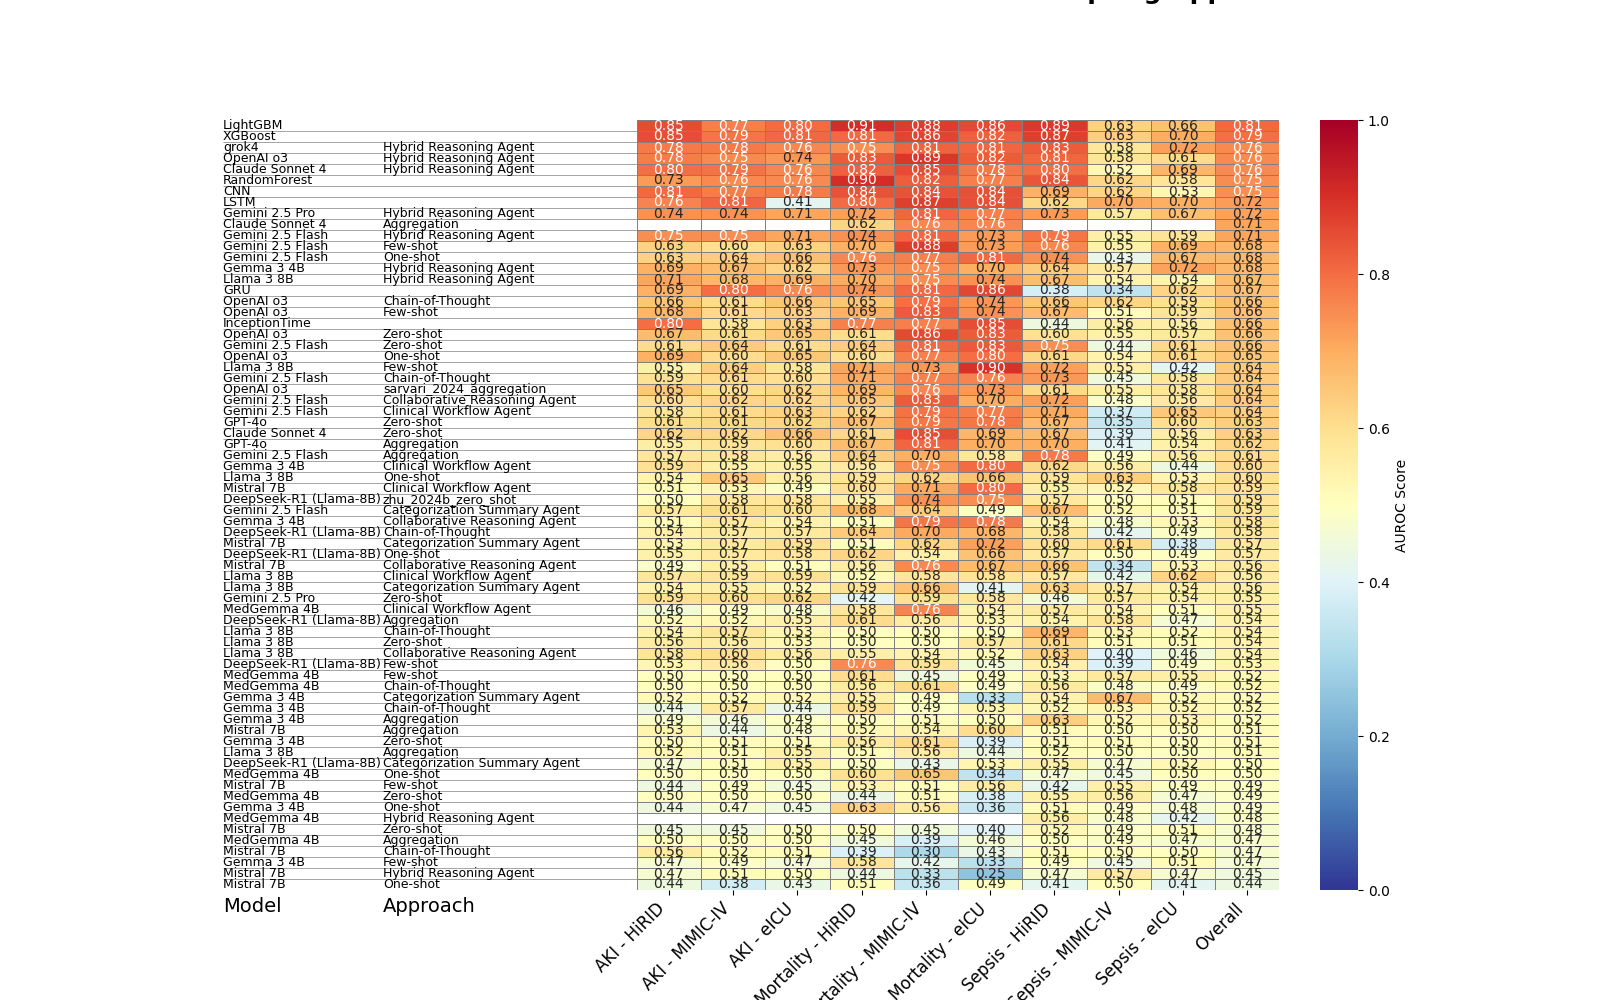 LightGBM 0.85 0.77 0.80 0.91 0.88 0.86 0.89 0.63 0.66 0.81
XGBoost 0.85 0.79 0.81 0.81 0.86 0.82 0.87 0.63 0.70 0.79
grok4 Hybrid Reasoning Agent 0.78 0.78 0.76 0.75 0.81 0.81 0.83 0.58 0.72 0.76
OpenAI o3 Hybrid Reasoning Agent 0.78 0.75 0.74 0.83 0.89 0.82 0.81 0.58 0.61 0.76
Claude Sonnet 4 Hybrid Reasoning Agent 0.80 0.79 0.76 0.82 0.85 0.78 0.80 0.52 0.69 0.76
RandomForest 0.73 0.76 0.76 0.90 0.82 0.77 0.84 0.62 0.58 0.75
CNN 0.81 0.77 0.78 0.84 0.84 0.84 0.69 0.62 0.53 0.75
LSTM 0.76 0.81 0.41 0.80 0.87 0.84 0.62 0.70 0.70 0.72
Gemini 2.5 Pro Hybrid Reasoning Agent 0.74 0.74 0.71 0.72 0.81 0.77 0.73 0.57 0.67 0.72
Claude Sonnet 4 Aggregation 0.62 0.76 0.76 0.71
Gemini 2.5 Flash Hybrid Reasoning Agent 0.75 0.75 0.71 0.74 0.81 0.73 0.79 0.55 0.59 0.71
Gemini 2.5 Flash Few-shot 0.63 0.60 0.63 0.70 0.88 0.73 0.76 0.55 0.69 0.68
Gemini 2.5 Flash One-shot 0.63 0.64 0.66 0.76 0.77 0.81 0.74 0.43 0.67 0.68
Gemma 3 4B Hybrid Reasoning Agent 0.69 0.67 0.62 0.73 0.75 0.70 0.64 0.57 0.72 0.68
Llama 3 8B Hybrid Reasoning Agent 0.71 0.68 0.69 0.70 0.75 0.74 0.67 0.54 0.54 0.67
GRU 0.69 0.80 0.76 0.74 0.81 0.86 0.38 0.34 0.62 0.67
OpenAI o3 Chain-of-Thought 0.66 0.61 0.66 0.65 0.79 0.74 0.66 0.62 0.59 0.66
OpenAI o3 Few-shot 0.68 0.61 0.63 0.69 0.83 0.74 0.67 0.51 0.59 0.66
InceptionTime 0.80 0.58 0.63 0.77 0.77 0.85 0.44 0.56 0.56 0.66
OpenAI o3 Zero-shot 0.67 0.61 0.65 0.61 0.86 0.83 0.60 0.55 0.57 0.66
Gemini 2.5 Flash Zero-shot 0.61 0.64 0.61 0.64 0.81 0.83 0.75 0.44 0.61 0.66
OpenAI o3 One-shot 0.69 0.60 0.65 0.60 0.77 0.80 0.61 0.54 0.61 0.65
Llama 3 8B Few-shot 0.55 0.64 0.58 0.71 0.73 0.90 0.72 0.55 0.42 0.64
Gemini 2.5 Flash Chain-of-Thought 0.59 0.61 0.60 0.71 0.77 0.76 0.73 0.45 0.58 0.64
OpenAI o3 sarvari_2024_aggregation 0.65 0.60 0.62 0.69 0.76 0.73 0.61 0.55 0.58 0.64
Gemini 2.5 Flash Collaborative Reasoning Agent 0.60 0.62 0.62 0.65 0.83 0.70 0.72 0.48 0.56 0.64
Gemini 2.5 Flash Clinical Workflow Agent 0.58 0.61 0.63 0.62 0.79 0.77 0.71 0.37 0.65 0.64
GPT-4o Zero-shot 0.61 0.61 0.62 0.67 0.79 0.78 0.67 0.35 0.60 0.63
Claude Sonnet 4 Zero-shot 0.62 0.62 0.66 0.61 0.85 0.69 0.67 0.39 0.56 0.63
GPT-4o Aggregation 0.55 0.59 0.60 0.67 0.81 0.70 0.70 0.41 0.54 0.62
Gemini 2.5 Flash Aggregation 0.57 0.58 0.56 0.64 0.70 0.58 0.78 0.49 0.56 0.61
Gemma 3 4B Clinical Workflow Agent 0.59 0.55 0.55 0.56 0.75 0.80 0.62 0.56 0.44 0.60
Llama 3 8B One-shot 0.54 0.65 0.56 0.59 0.62 0.66 0.59 0.63 0.53 0.60
Mistral 7B Clinical Workflow Agent 0.51 0.53 0.49 0.60 0.71 0.80 0.55 0.52 0.58 0.59
DeepSeek-R1 (Llama-8B) zhu_2024b_zero_shot 0.50 0.58 0.58 0.55 0.74 0.75 0.57 0.50 0.51 0.59
Gemini 2.5 Flash Categorization Summary Agent 0.57 0.61 0.60 0.68 0.64 0.49 0.67 0.52 0.51 0.59
Gemma 3 4B Collaborative Reasoning Agent 0.51 0.57 0.54 0.51 0.79 0.78 0.54 0.48 0.53 0.58
DeepSeek-R1 (Llama-8B) Chain-of-Thought 0.54 0.57 0.57 0.64 0.70 0.68 0.58 0.42 0.49 0.58
Mistral 7B Categorization Summary Agent 0.53 0.57 0.59 0.51 0.62 0.72 0.60 0.61 0.38 0.57
DeepSeek-R1 (Llama-8B) One-shot 0.55 0.57 0.58 0.62 0.54 0.66 0.57 0.50 0.49 0.57
Mistral 7B Collaborative Reasoning Agent 0.49 0.55 0.51 0.56 0.76 0.67 0.66 0.34 0.53 0.56
Llama 3 8B Clinical Workflow Agent 0.57 0.59 0.59 0.52 0.58 0.58 0.57 0.42 0.62 0.56
Llama 3 8B Categorization Summary Agent 0.54 0.55 0.52 0.59 0.66 0.41 0.63 0.57 0.54 0.56
Gemini 2.5 Pro Zero-shot 0.59 0.60 0.62 0.42 0.59 0.58 0.46 0.57 0.54 0.55
MedGemma 4B Clinical Workflow Agent 0.46 0.49 0.48 0.58 0.76 0.54 0.57 0.54 0.51 0.55
DeepSeek-R1 (Llama-8B) Aggregation 0.52 0.52 0.55 0.61 0.56 0.53 0.54 0.58 0.47 0.54
Llama 3 8B Chain-of-Thought 0.54 0.57 0.53 0.50 0.50 0.50 0.69 0.53 0.52 0.54
Llama 3 8B Zero-shot 0.56 0.56 0.53 0.50 0.50 0.57 0.61 0.51 0.51 0.54
Llama 3 8B Collaborative Reasoning Agent 0.58 0.60 0.56 0.55 0.54 0.52 0.63 0.40 0.46 0.54
DeepSeek-R1 (Llama-8B) Few-shot 0.53 0.56 0.50 0.76 0.59 0.45 0.54 0.39 0.49 0.53
MedGemma 4B Few-shot 0.50 0.50 0.50 0.61 0.45 0.49 0.53 0.57 0.55 0.52
MedGemma 4B Chain-of-Thought 0.50 0.50 0.50 0.56 0.61 0.49 0.56 0.48 0.49 0.52
Gemma 3 4B Categorization Summary Agent 0.52 0.52 0.52 0.55 0.49 0.33 0.54 0.67 0.52 0.52
Gemma 3 4B Chain-of-Thought 0.44 0.57 0.44 0.59 0.49 0.53 0.52 0.53 0.52 0.52
Gemma 3 4B Aggregation 0.49 0.46 0.49 0.50 0.51 0.50 0.63 0.52 0.53 0.52
Mistral 7B Aggregation 0.53 0.44 0.48 0.52 0.54 0.60 0.51 0.50 0.50 0.51
Gemma 3 4B Zero-shot 0.50 0.51 0.51 0.56 0.61 0.39 0.51 0.51 0.50 0.51
Llama 3 8B Aggregation 0.52 0.51 0.55 0.51 0.56 0.44 0.52 0.50 0.50 0.51
DeepSeek-R1 (Llama-8B) Categorization Summary Agent 0.47 0.51 0.55 0.50 0.43 0.53 0.55 0.47 0.52 0.50
MedGemma 4B One-shot 0.50 0.50 0.50 0.60 0.65 0.34 0.47 0.45 0.50 0.50
Mistral 7B Few-shot 0.44 0.49 0.45 0.53 0.51 0.56 0.42 0.55 0.49 0.49
MedGemma 4B Zero-shot 0.50 0.50 0.50 0.44 0.51 0.38 0.55 0.56 0.47 0.49
Gemma 3 4B One-shot 0.44 0.47 0.45 0.63 0.56 0.36 0.51 0.49 0.48 0.49
MedGemma 4B Hybrid Reasoning Agent 0.56 0.48 0.42 0.48
Mistral 7B Zero-shot 0.45 0.45 0.50 0.50 0.45 0.40 0.52 0.49 0.51 0.48
MedGemma 4B Aggregation 0.50 0.50 0.50 0.45 0.39 0.46 0.50 0.49 0.47 0.47
Mistral 7B Chain-of-Thought 0.56 0.52 0.51 0.39 0.30 0.43 0.51 0.50 0.50 0.47
Gemma 3 4B Few-shot 0.47 0.49 0.47 0.58 0.42 0.33 0.49 0.45 0.51 0.45
Mistral 7B Hybrid Reasoning Agent 0.47 0.51 0.50 0.44 0.33 0.25 0.47 0.57 0.47 0.45
Mistral 7B One-shot 0.44 0.38 0.43 0.51 0.36 0.49 0.41 0.50 0.41 0.44
Model Approach
AKI - HiRID
AKI - MIMIC-IV
AKI - eICU
Mortality - HiRID
- MIMIC-IV
Mortality - eICU
Sepsis - HiRID
Sepsis - MIMIC-IV
Sepsis - eICU
Overall
1.0
0.8
0.6
0.4
0.2
0.0
AUROC Score